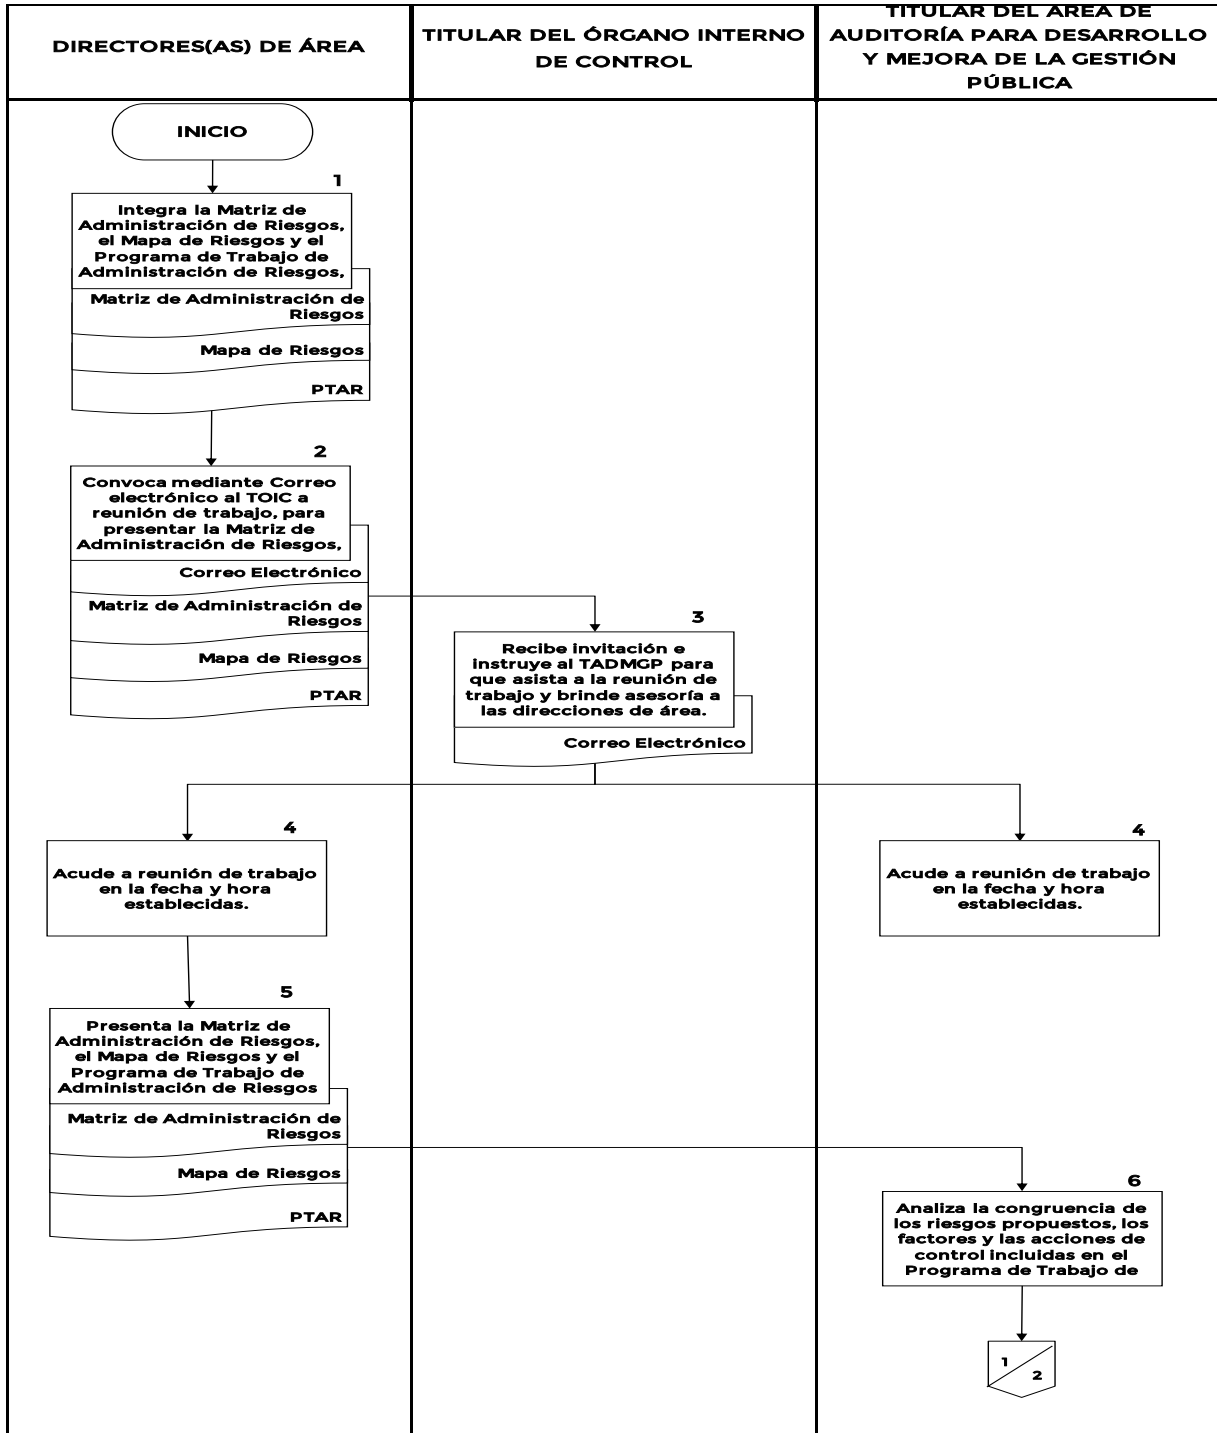 DIRECTORES(AS) DE ÁREA
TITULAR DEL ÓRGANO INTERNO
DE CONTROL
TITULAR DEL ÁREA DE
AUDITORÍA PARA DESARROLLO
Y MEJORA DE LA GESTIÓN
PÚBLICA
INICIO
1
Integra la Matriz de
Administración de Riesgos,
el Mapa de Riesgos y el
Programa de Trabajo de
Administración de Riesgos,
Matriz de Administración de
Riesgos
Mapa de Riesgos
PTAR
2
Convoca mediante Correo
electrónico al TOIC a
reunión de trabajo, para
presentar la Matriz de
Administración de Riesgos,
Correo Electrónico
Matriz de Administración de
Riesgos
Mapa de Riesgos
PTAR
3
Recibe invitación e
instruye al TADMGP para
que asista a la reunión de
trabajo y brinde asesoría a
las direcciones de área.
Correo Electrónico
4
Acude a reunión de trabajo
en la fecha y hora
establecidas.
4
Acude a reunión de trabajo
en la fecha y hora
establecidas.
5
Presenta la Matriz de
Administración de Riesgos,
el Mapa de Riesgos y el
Programa de Trabajo de
Administración de Riesgos
Matriz de Administración de
Riesgos
Mapa de Riesgos
PTAR
6
Analiza la congruencia de
los riesgos propuestos, los
factores y las acciones de
control incluidas en el
Programa de Trabajo de
1
2